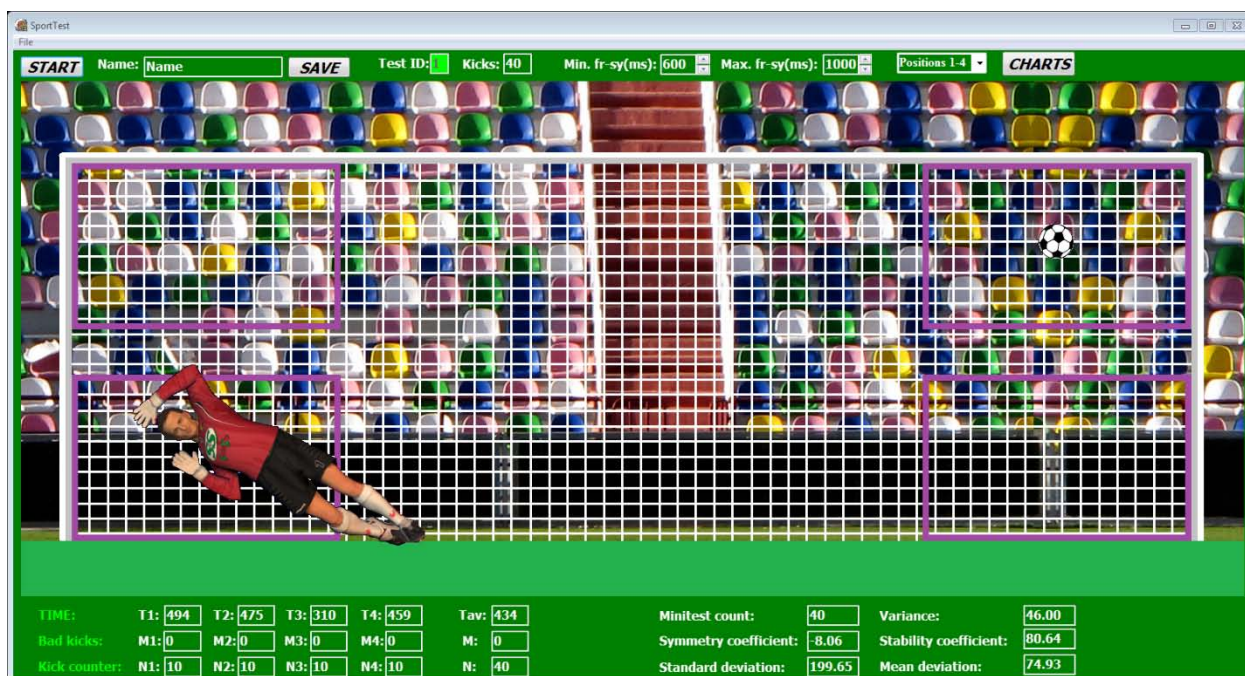 SportTest
File
START Name: Name SAVE Test ID: 1 Kicks: 40 Min. fr-sy(ms): 600 Max. fr-sy(ms): 1000 Positions 1-4 CHARTS
TIME: T1: 494 T2: 475 T3: 310 T4: 459 Tav: 434 Minitest count: 40 Variance: 46.00
Bad kicks: M1: 0 M2: 0 M3: 0 M4: 0 M: 0 Symmetry coefficient: -8.06 Stability coefficient: 80.64
Kick counter: N1: 10 N2: 10 N3: 10 N4: 10 N: 40 Standard deviation: 199.65 Mean deviation: 74.93